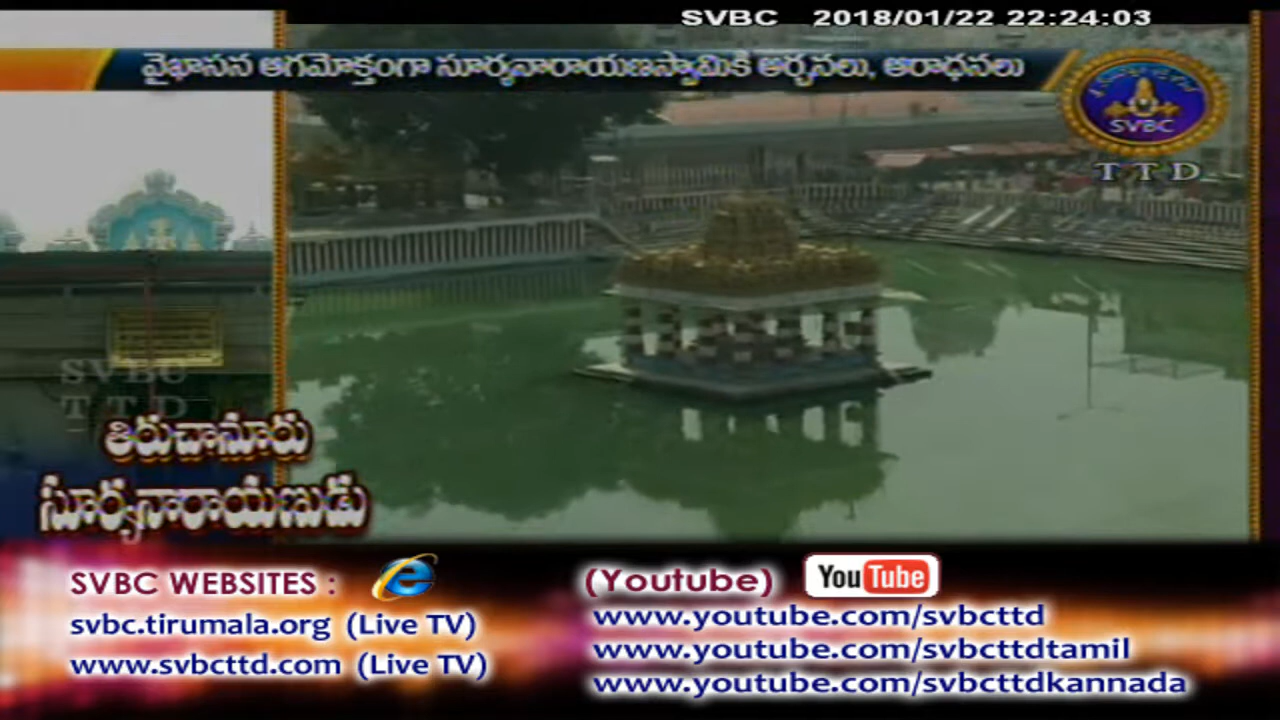 SVBC 2018/01/22 22:24:03
వైఖానస ఆగమోక్తంగా సూర్యనారాయణస్వామికి అర్చనలు, ఆరాధనలు
SVBC
TTD
SVBC
TTD
తిరుచానూరు
సూర్యనారాయణుడు
SVBC WEBSITES :
svbc.tirumala.org (Live TV)
www.svbcttd.com (Live TV)
(Youtube) YouTube
www.youtube.com/svbcttd
www.youtube.com/svbcttdtamil
www.youtube.com/svbcttdkannada